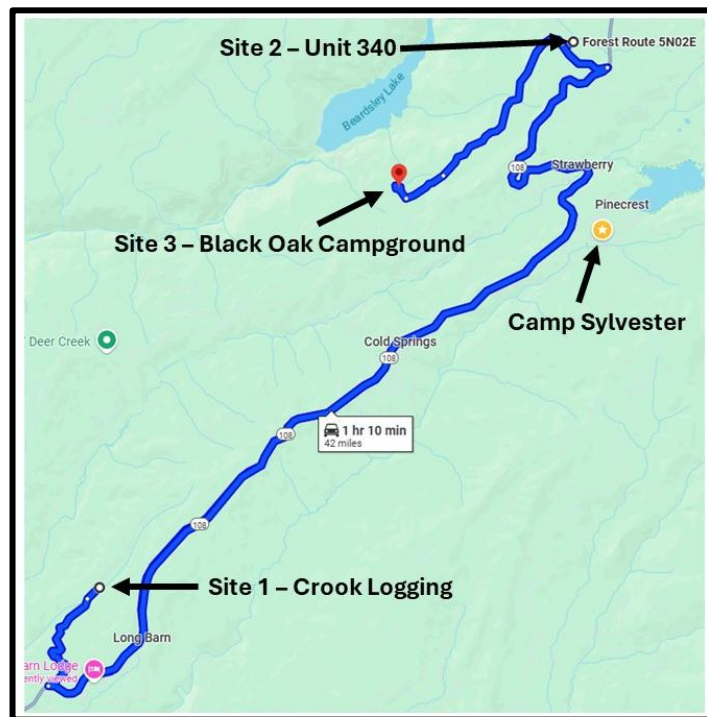 Site 2 – Unit 340
Forest Route 5N02E
Beardsley Lake
108
Strawberry
Pinecrest
Site 3 – Black Oak Campground
Camp Sylvester
Deer Creek
Cold Springs
108
1 hr 10 min
42 miles
108
108
Site 1 – Crook Logging
Long Barn
arn Lodge
ently viewed